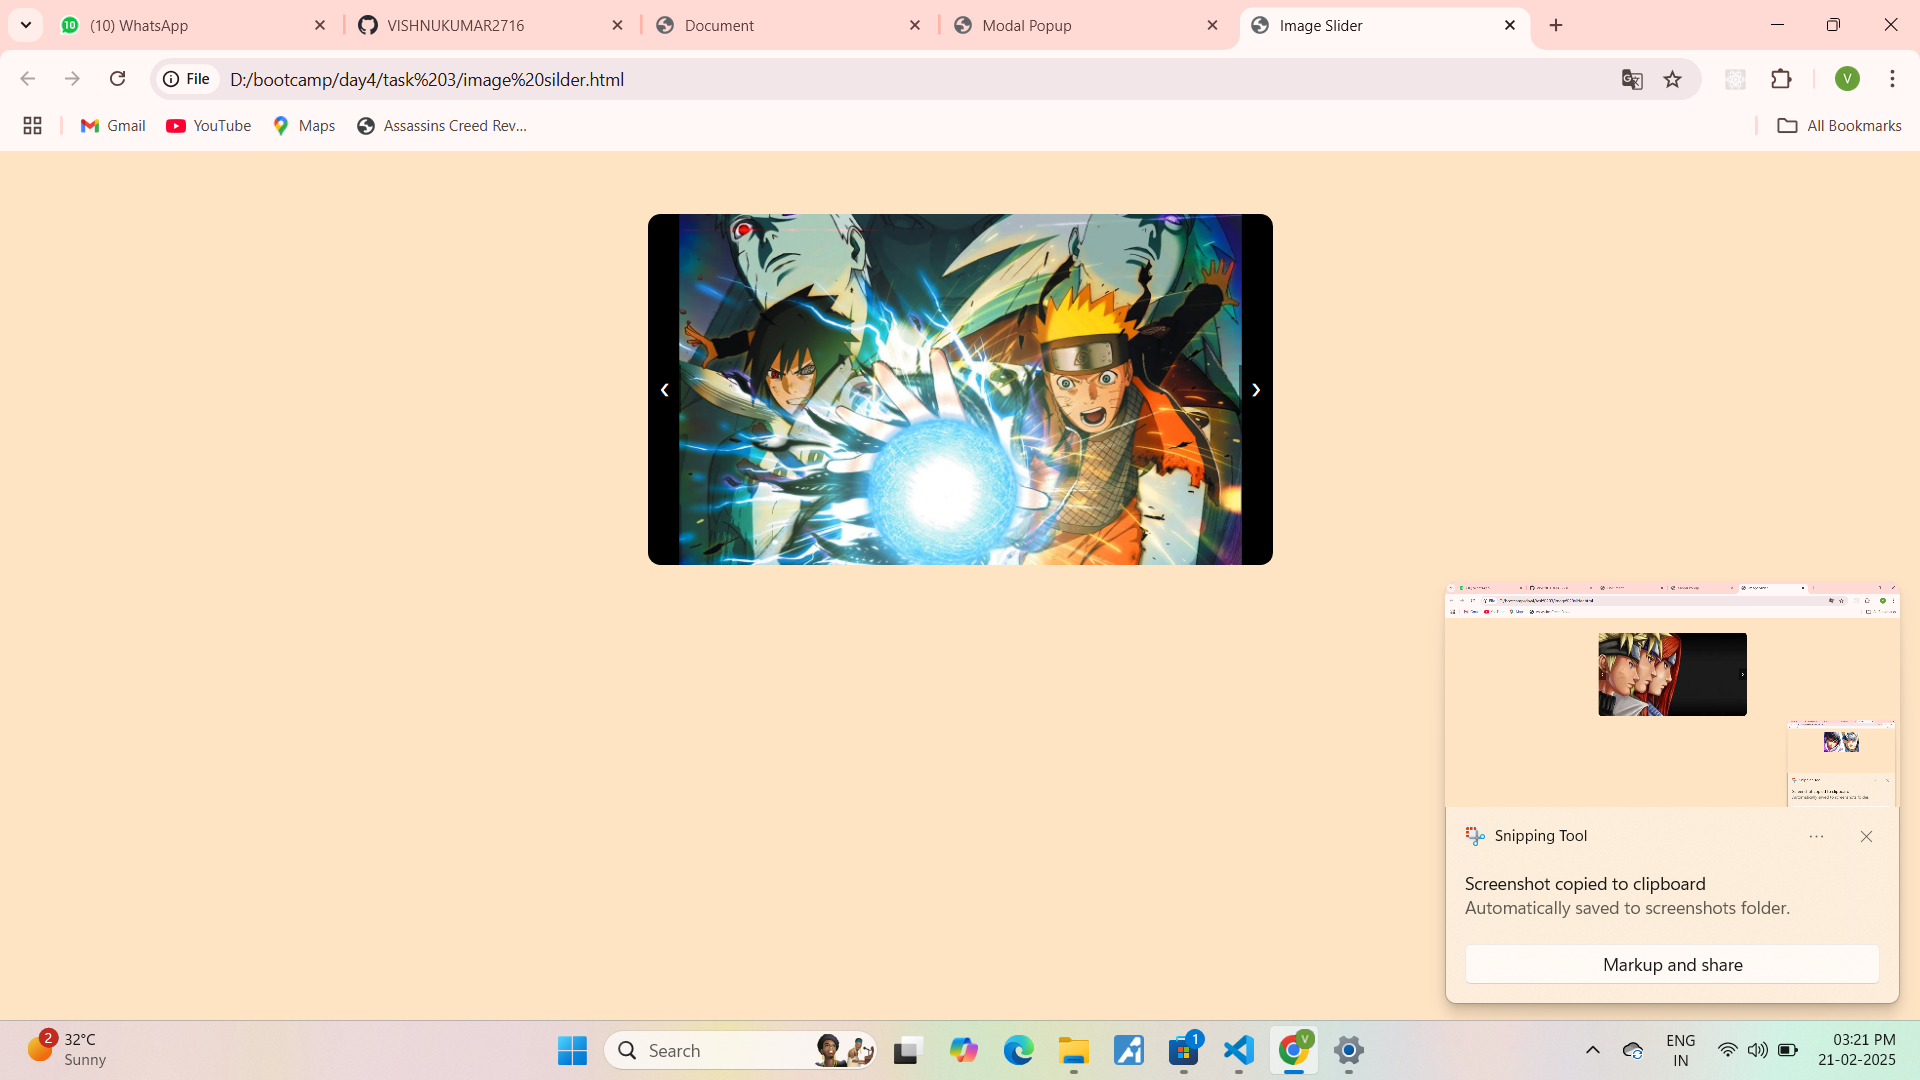 10 (10) WhatsApp
VISHNUKUMAR2716
Document
Modal Popup
Image Slider
File D:/bootcamp/day4/task%203/image%20silder.html
V
Gmail
YouTube
Maps
Assassins Creed Rev...
All Bookmarks
❮
❯
Snipping Tool
Screenshot copied to clipboard
Automatically saved to screenshots folder.
Markup and share
2
32°C
Sunny
Search
1
V
ENG
IN
03:21 PM
21-02-2025